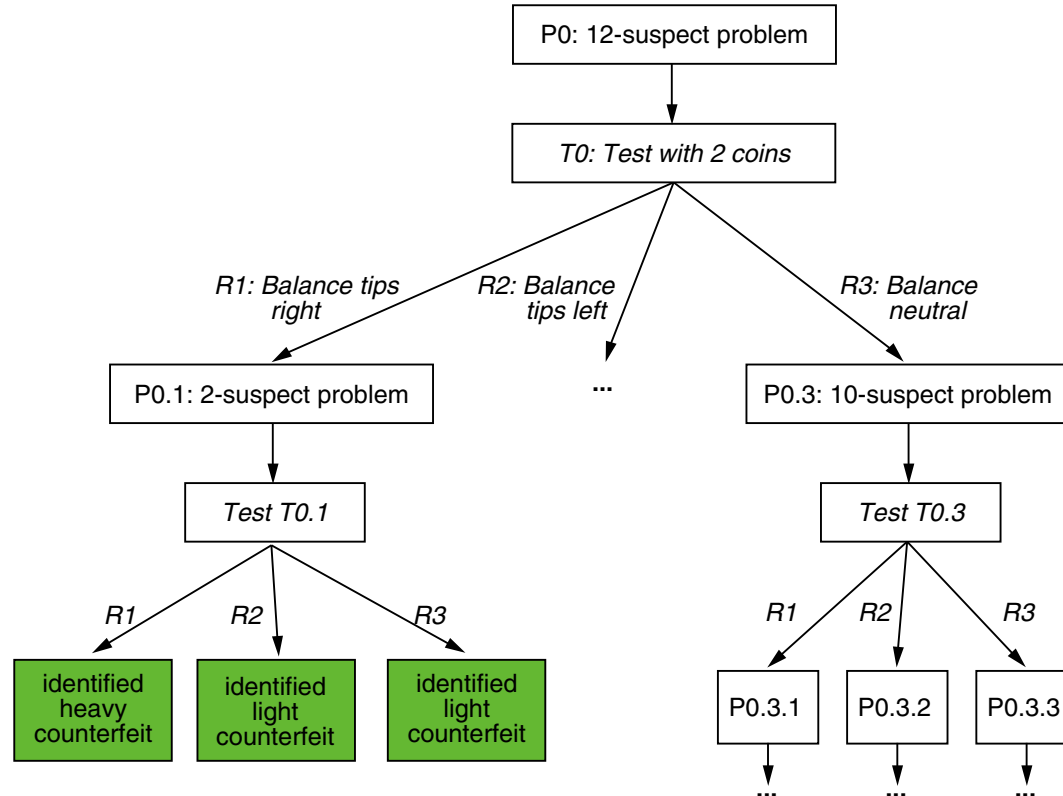 P0: 12-suspect problem
T0: Test with 2 coins
R1: Balance tips
right
R2: Balance
tips left
R3: Balance
neutral
P0.1: 2-suspect problem
...
P0.3: 10-suspect problem
Test T0.1
Test T0.3
R1
R2
R3
R1
R2
R3
identified
heavy
counterfeit
identified
light
counterfeit
identified
light
counterfeit
P0.3.1
P0.3.2
P0.3.3
...
...
...